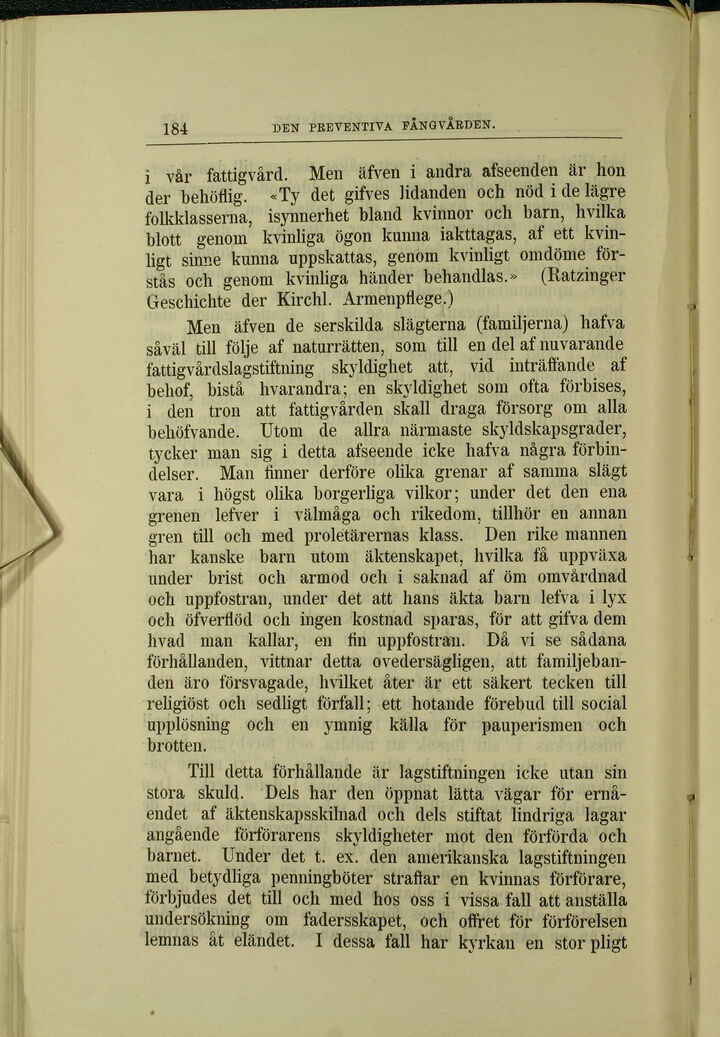 184 DEN PREVENTIVA FÅNGVÅRDEN.
i vår fattigvård. Men äfven i andra afseenden är hon
der behöflig. «Ty det gifves lidanden och nöd i de lägre
folkklasserna, isynnerhet bland kvinnor och barn, hvilka
blott genom kvinliga ögon kunna iakttagas, af ett kvin-
ligt sinne kunna uppskattas, genom kvinligt omdöme för-
stås och genom kvinliga händer behandlas.» (Ratzinger
Geschichte der Kirchl. Armenpflege.)
Men äfven de serskilda slägterna (familjerna) hafva
såväl till följe af naturrätten, som till en del af nuvarande
fattigvårdslagstiftning skyldighet att, vid inträffande af
behof, bistå hvarandra; en skyldighet som ofta förbises,
i den tron att fattigvården skall draga försorg om alla
behöfvande. Utom de allra närmaste skyldskapsgrader,
tycker man sig i detta afseende icke hafva några förbin-
delser. Man finner derföre olika grenar af samma slägt
vara i högst olika borgerliga vilkor; under det den ena
grenen lefver i välmåga och rikedom, tillhör en annan
gren till och med proletärernas klass. Den rike mannen
har kanske barn utom äktenskapet, hvilka få uppväxa
under brist och armod och i saknad af öm omvårdnad
och uppfostran, under det att hans äkta barn lefva i lyx
och öfverflöd och ingen kostnad sparas, för att gifva dem
hvad man kallar, en fin uppfostran. Då vi se sådana
förhållanden, vittnar detta ovedersägligen, att familjeban-
den äro försvagade, hvilket åter är ett säkert tecken till
religiöst och sedligt förfall; ett hotande förebud till social
upplösning och en ymnig källa för pauperismen och
brotten.
Till detta förhållande är lagstiftningen icke utan sin
stora skuld. Dels har den öppnat lätta vägar för ernå-
endet af äktenskapsskilnad och dels stiftat lindriga lagar
angående förförarens skyldigheter mot den förförda och
barnet. Under det t. ex. den amerikanska lagstiftningen
med betydliga penningböter straffar en kvinnas förförare,
förbjudes det till och med hos oss i vissa fall att anställa
undersökning om fadersskapet, och offret för förförelsen
lemnas åt eländet. I dessa fall har kyrkan en stor pligt